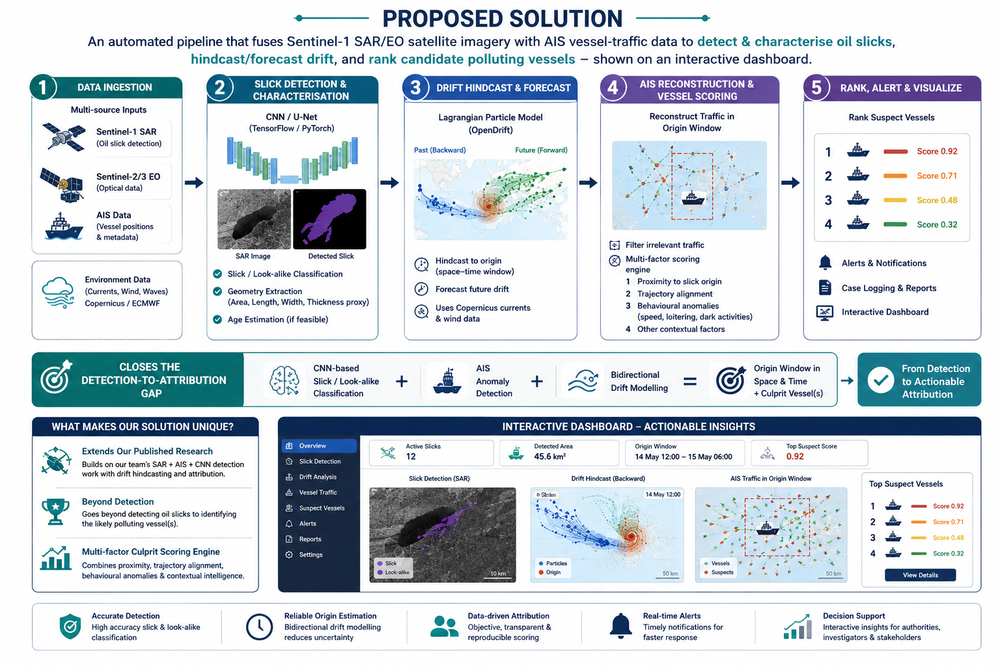 PROPOSED SOLUTION
An automated pipeline that fuses Sentinel-1 SAR/EO satellite imagery with AIS vessel-traffic data to detect & characterise oil slicks,
hindcast/forecast drift, and rank candidate polluting vessels – shown on an interactive dashboard.
1 DATA INGESTION
Multi-source Inputs
Sentinel-1 SAR
(Oil slick detection)
Sentinel-2/3 EO
(Optical data)
AIS Data
(Vessel positions
& metadata)
Environment Data
(Currents, Wind, Waves)
Copernicus / ECMWF
2 SLICK DETECTION &
CHARACTERISATION
CNN / U-Net
(TensorFlow / PyTorch)
SAR Image
Detected Slick
Slick / Look-alike Classification
Geometry Extraction
(Area, Length, Width, Thickness proxy)
Age Estimation (if feasible)
3 DRIFT HINDCAST & FORECAST
Lagrangian Particle Model
(OpenDrift)
Past (Backward)
Future (Forward)
Hindcast to origin
(space–time window)
Forecast future drift
Uses Copernicus currents
& wind data
4 AIS RECONSTRUCTION &
VESSEL SCORING
Reconstruct Traffic in
Origin Window
Filter irrelevant traffic
Multi-factor scoring
engine
1 Proximity to slick origin
2 Trajectory alignment
3 Behavioural anomalies
(speed, loitering, dark activities)
4 Other contextual factors
5 RANK, ALERT & VISUALIZE
Rank Suspect Vessels
1 Score 0.92
2 Score 0.71
3 Score 0.48
4 Score 0.32
Alerts & Notifications
Case Logging & Reports
Interactive Dashboard
CLOSES THE
DETECTION-TO-ATTRIBUTION
GAP
CNN-based
Slick / Look-alike
Classification
+
AIS
Anomaly
Detection
+
Bidirectional
Drift Modelling
=
Origin Window in
Space & Time
+ Culprit Vessel(s)
From Detection
to Actionable
Attribution
WHAT MAKES OUR SOLUTION UNIQUE?
Extends Our Published Research
Builds on our team's SAR + AIS + CNN detection
work with drift hindcasting and attribution.
Beyond Detection
Goes beyond detecting oil slicks to identifying
the likely polluting vessel(s).
Multi-factor Culprit Scoring Engine
Combines proximity, trajectory alignment,
behavioural anomalies & contextual intelligence.
INTERACTIVE DASHBOARD – ACTIONABLE INSIGHTS
Overview
Slick Detection
Drift Analysis
Vessel Traffic
Suspect Vessels
Alerts
Reports
Settings
Active Slicks
12
Detected Area
45.6 km²
Origin Window
14 May 12:00 – 15 May 06:00
Top Suspect Score
0.92
Slick Detection (SAR)
Slick
Look-alike
10 km
Drift Hindcast (Backward)
14 May 12:00
Particles
Origin
50 km
AIS Traffic in Origin Window
Vessels
Suspects
50 km
Top Suspect Vessels
1 Score 0.92
2 Score 0.71
3 Score 0.48
4 Score 0.32
View Details
Accurate Detection
High accuracy slick & look-alike
classification
Reliable Origin Estimation
Bidirectional drift modelling
reduces uncertainty
Data-driven Attribution
Objective, transparent &
reproducible scoring
Real-time Alerts
Timely notifications for
faster response
Decision Support
Interactive insights for authorities,
investigators & stakeholders